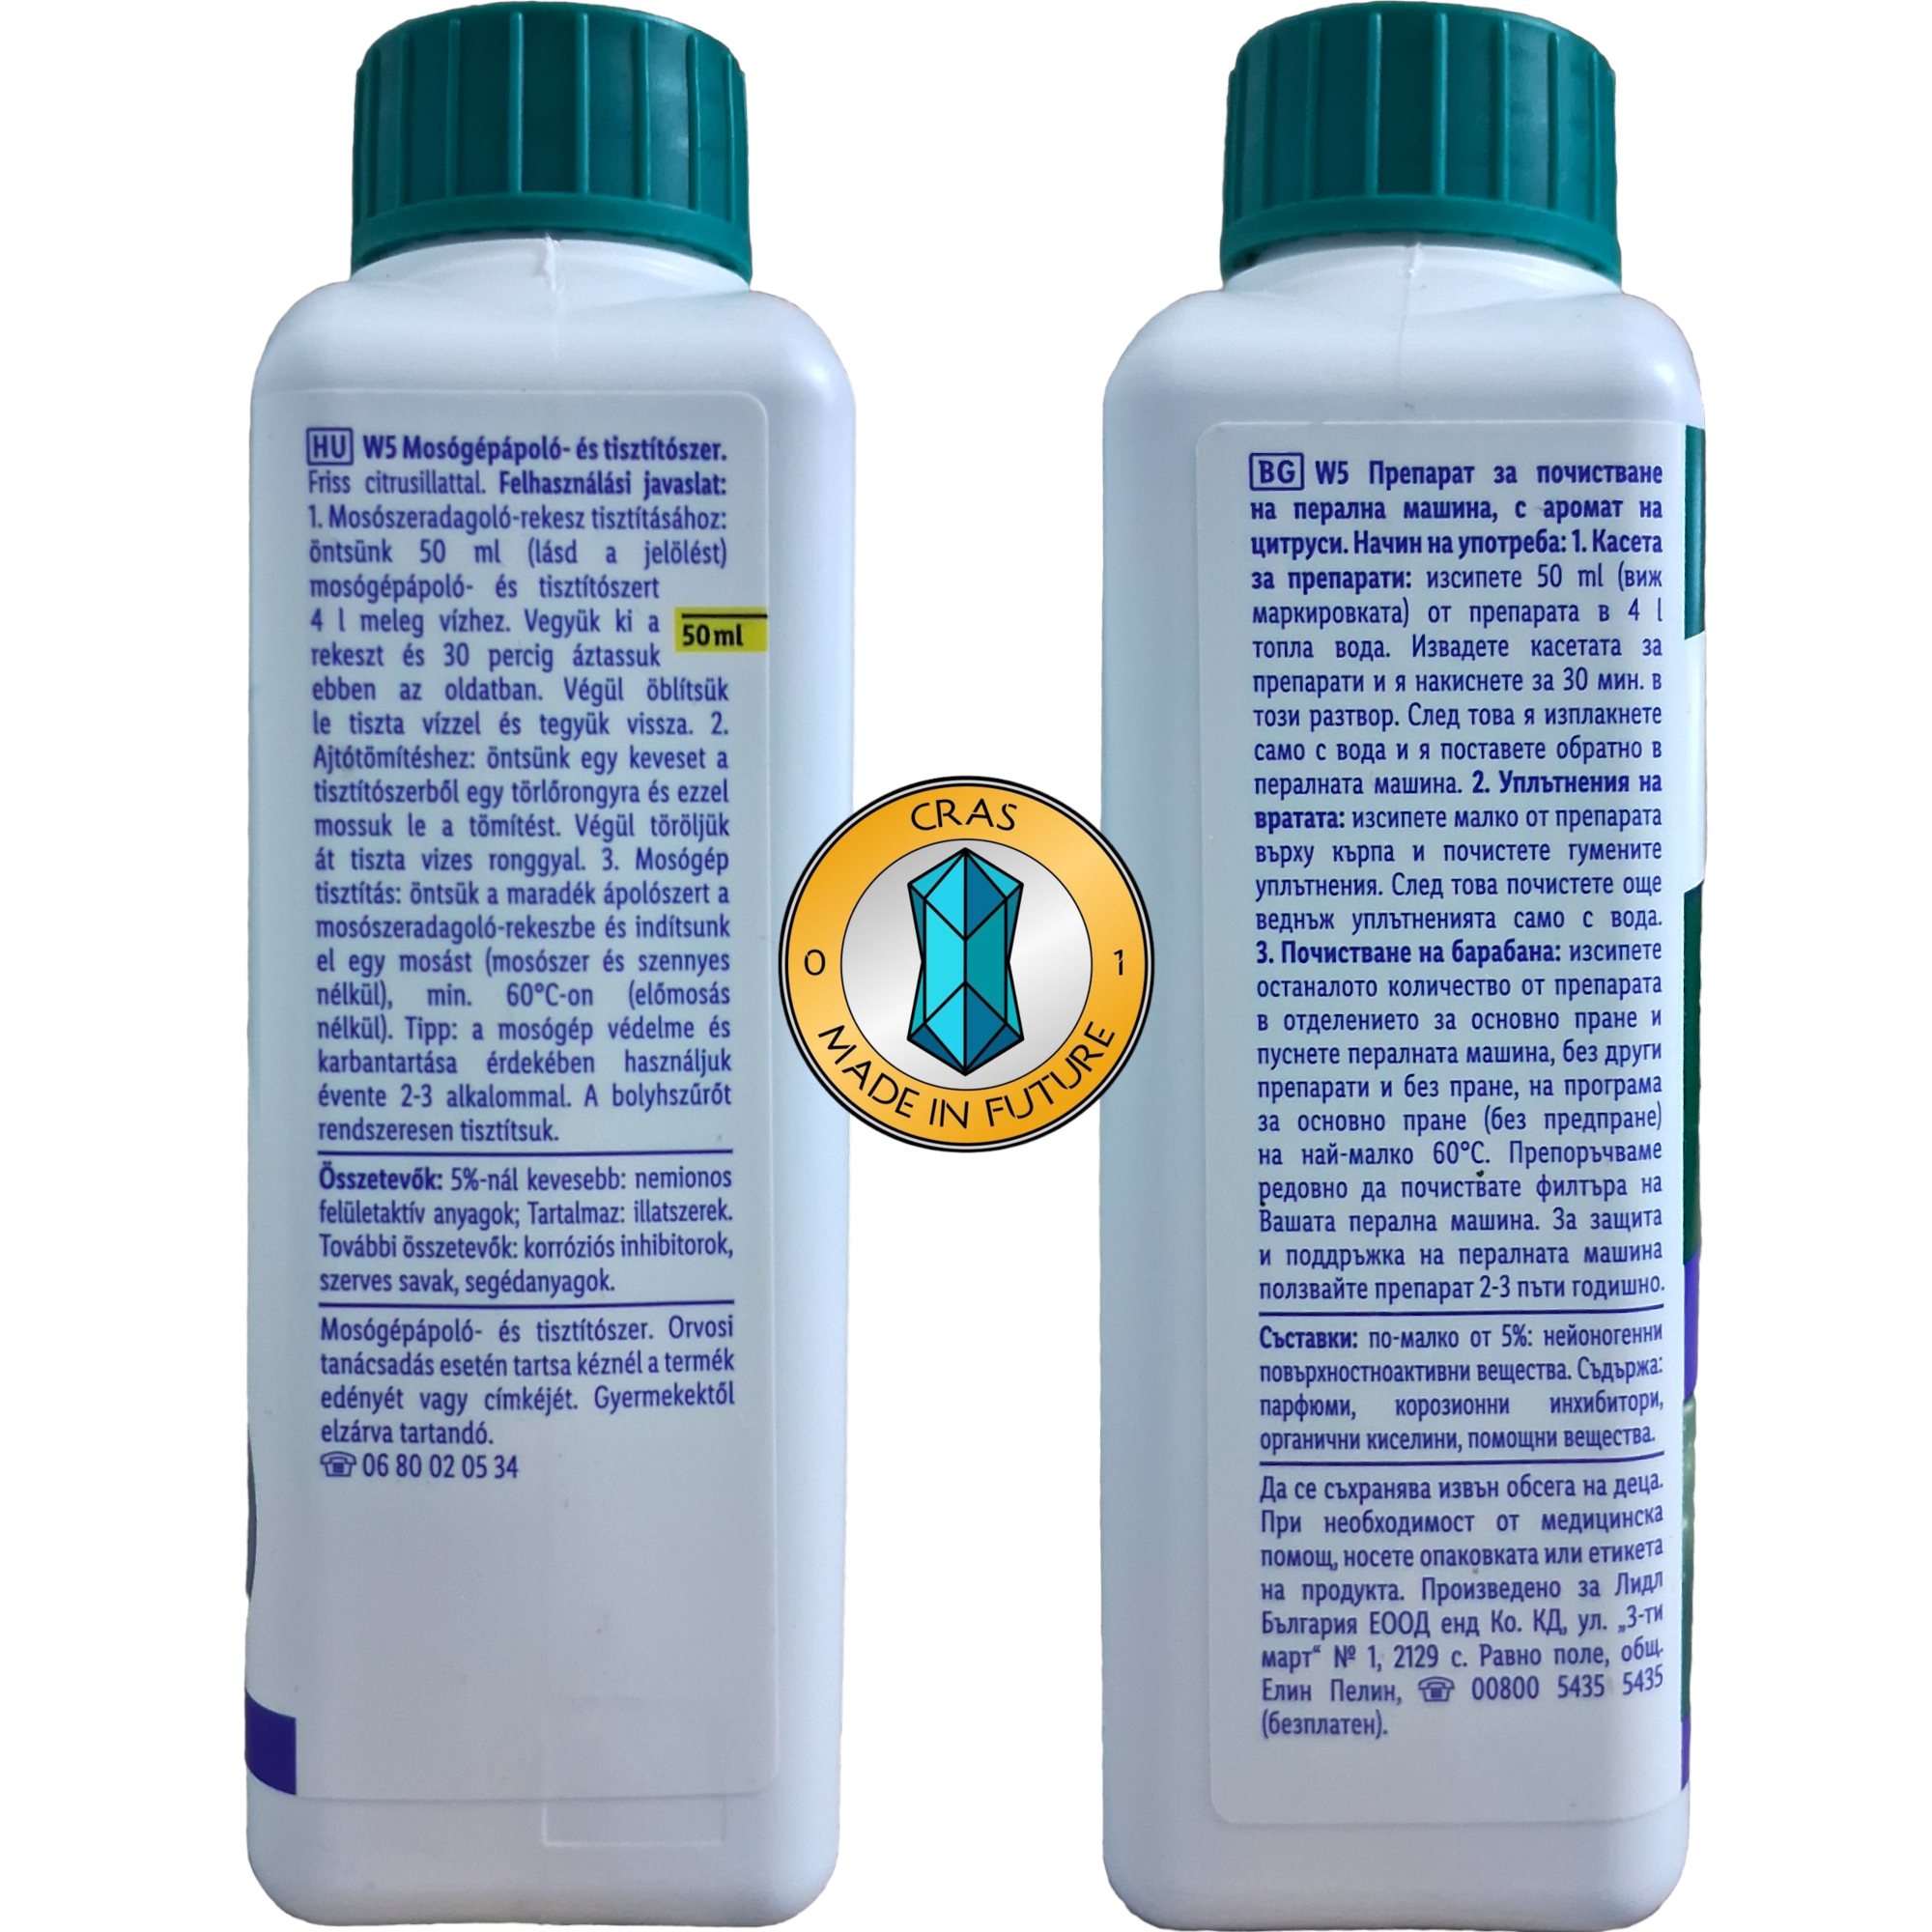 HU W5 Mosógépápoló- és tisztítószer.
Friss citrusillattal. Felhasználási javaslat:
1. Mosószeradagoló-rekesz tisztításához:
öntsünk 50 ml (lásd a jelölést)
mosógépápoló- és tisztítószert
4 l meleg vízhez. Vegyük ki a
rekeszt és 30 percig áztassuk
ebben az oldatban. Végül öblítsük
le tiszta vízzel és tegyük vissza. 2.
Ajtótömítéshez: öntsünk egy keveset a
tisztítószerből egy törlőrongyra és ezzel
mossuk le a tömítést. Végül töröljük
át tiszta vizes ronggyal. 3. Mosógép
tisztítás: öntsük a maradék ápolószert a
mosószeradagoló-rekeszbe és indítsunk
el egy mosást (mosószer és szennyes
nélkül), min. 60°C-on (előmosás
nélkül). Tipp: a mosógép védelme és
karbantartása érdekében használjuk
évente 2-3 alkalommal. A bolyhszűrőt
rendszeresen tisztítsuk.
50 ml
Összetevők: 5%-nál kevesebb: nemionos
felületaktív anyagok; Tartalmaz: illatszerek.
További összetevők: korróziós inhibitorok,
szerves savak, segédanyagok.
Mosógépápoló- és tisztítószer. Orvosi
tanácsadás esetén tartsa kéznél a termék
edényét vagy címkéjét. Gyermekektől
elzárva tartandó.
☎ 06 80 02 05 34
CRAS
0 1
MADE IN FUTURE
BG W5 Препарат за почистване
на перална машина, с аромат на
цитруси. Начин на употреба: 1. Касета
за препарати: изсипете 50 ml (виж
маркировката) от препарата в 4 l
топла вода. Извадете касетата за
препарати и я накиснете за 30 мин. в
този разтвор. След това я изплакнете
само с вода и я поставете обратно в
пералната машина. 2. Уплътнения на
вратата: изсипете малко от препарата
върху кърпа и почистете гумените
уплътнения. След това почистете още
веднъж уплътненията само с вода.
3. Почистване на барабана: изсипете
останалото количество от препарата
в отделението за основно пране и
пуснете пералната машина, без други
препарати и без пране, на програма
за основно пране (без предпране)
на най-малко 60°C. Препоръчваме
редовно да почиствате филтъра на
Вашата перална машина. За защита
и поддръжка на пералната машина
ползвайте препарат 2-3 пъти годишно.
Съставки: по-малко от 5%: нейоногенни
повърхностноактивни вещества. Съдържа:
парфюми, корозионни инхибитори,
органични киселини, помощни вещества.
Да се съхранява извън обсега на деца.
При необходимост от медицинска
помощ, носете опаковката или етикета
на продукта. Произведено за Лидл
България ЕООД енд Ко. КД, ул. „3-ти
март“ № 1, 2129 с. Равно поле, общ.
Елин Пелин, ☎ 00800 5435 5435
(безплатен).